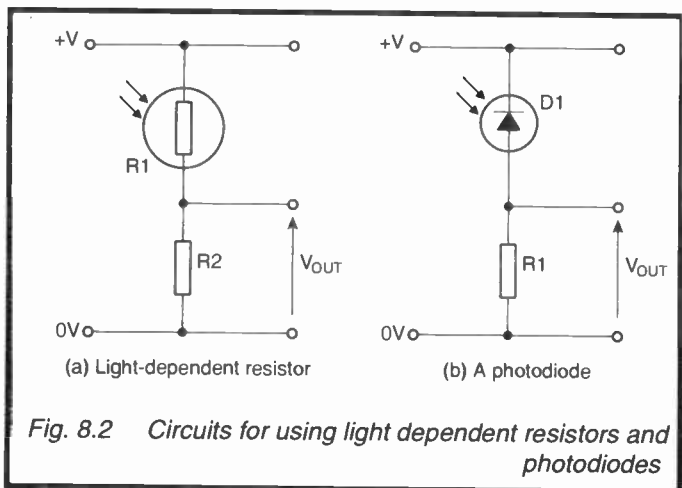 +V
R1
R2
VOUT
0V
(a) Light-dependent resistor
+V
D1
R1
VOUT
0V
(b) A photodiode
Fig. 8.2 Circuits for using light dependent resistors and
photodiodes